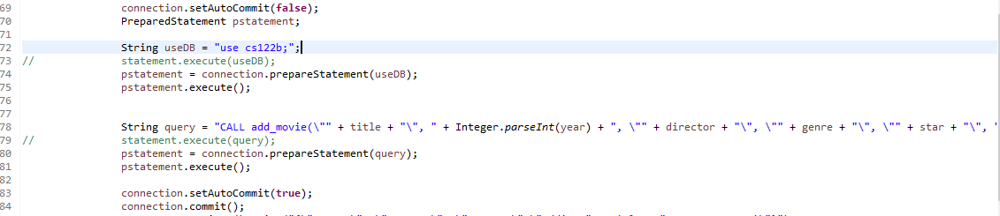 69 connection.setAutoCommit(false);
70 PreparedStatement pstatement;
71
72 String useDB = "use cs122b;";
73 // statement.execute(useDB);
74 pstatement = connection.prepareStatement(useDB);
75 pstatement.execute();
76
77
78 String query = "CALL add_movie(\"" + title + "\", " + Integer.parseInt(year) + ", \"" + director + "\", \"" + genre + "\", \"" + star + "\", "
79 // statement.execute(query);
80 pstatement = connection.prepareStatement(query);
81 pstatement.execute();
82
83 connection.setAutoCommit(true);
84 connection.commit();